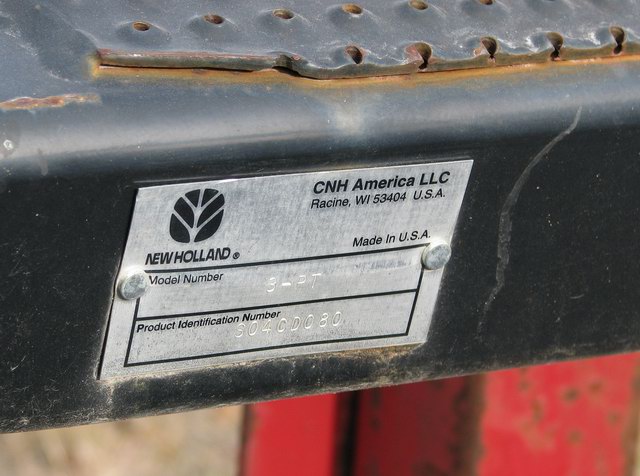 CNH America LLC
Racine, WI 53404 U.S.A.
NEW HOLLAND ®
Made In U.S.A.
Model Number
3-PT
Product Identification Number
S04CD080